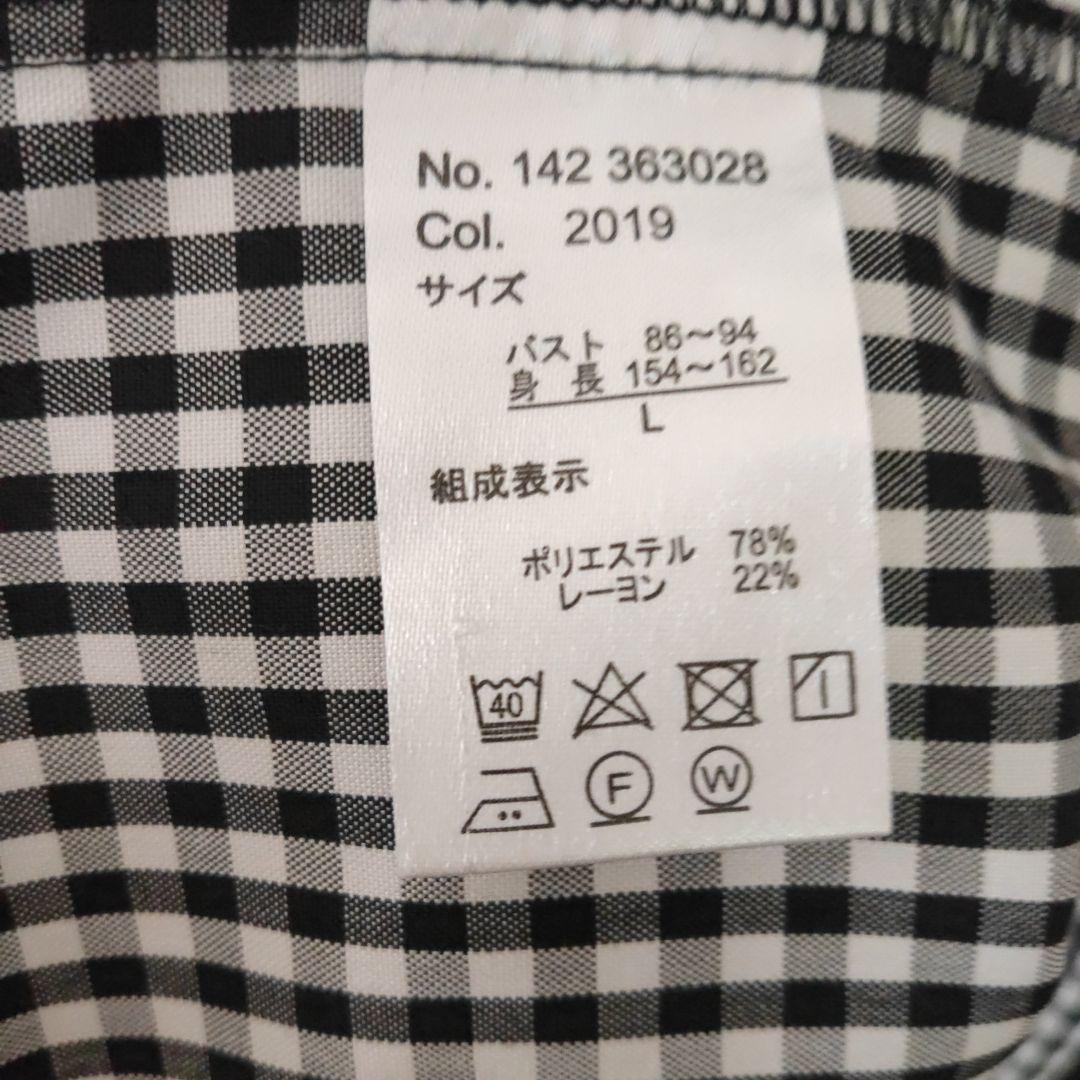 No. 142 363028
Col. 2019
サイズ
バスト 86～94
身長 154～162
L
組成表示
ポリエステル 78%
レーヨン 22%
40
F W